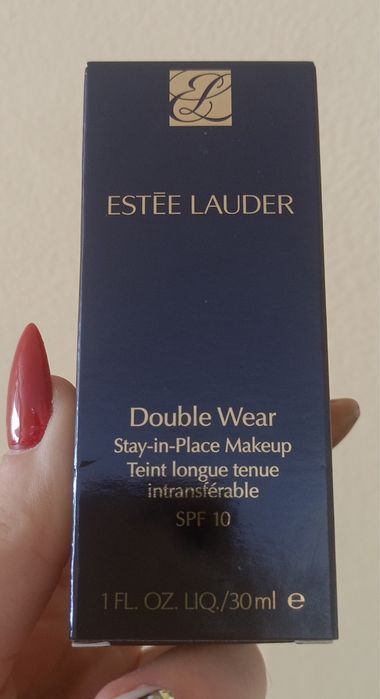 EL
ESTĒE LAUDER
Double Wear
Stay-in-Place Makeup
Teint longue tenue
intransférable
SPF 10
1 FL. OZ. LIQ./30 ml e